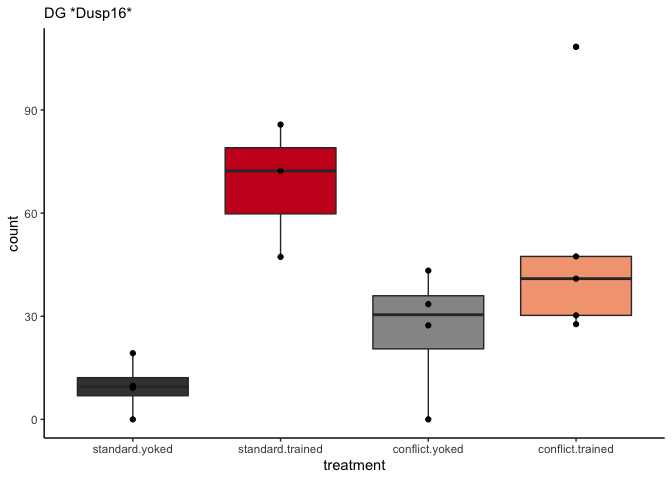 DG *Dusp16*
count
90
60
30
0
standard.yoked standard.trained conflict.yoked conflict.trained
treatment